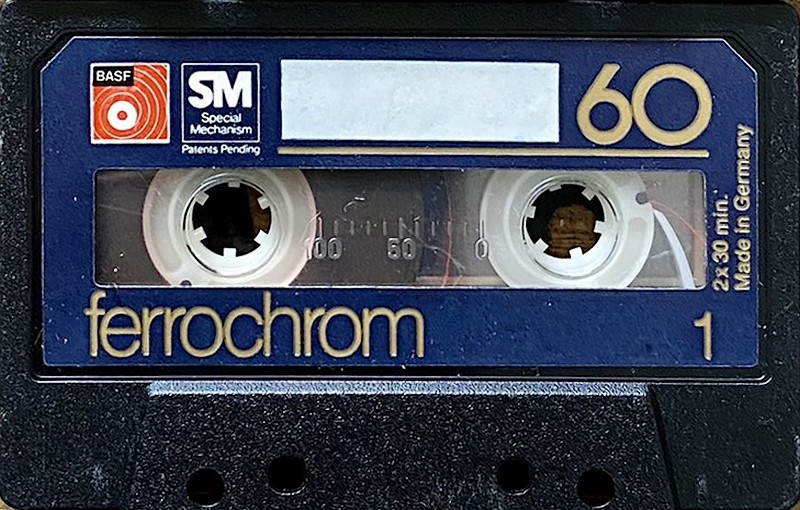 BASF
SM
Special
Mechanism
Patents Pending
60
100 50 0
2x30 min.
Made in Germany
ferrochrom
1